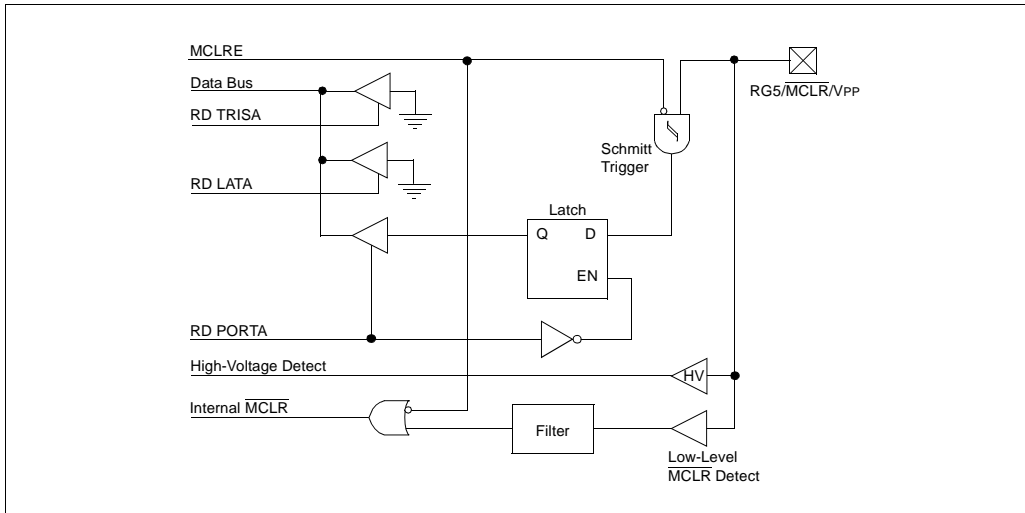 MCLRE
Data Bus
RD TRISA
RG5/MCLR/VPP
Schmitt
Trigger
RD LATA
Latch
Q D
EN
RD PORTA
High-Voltage Detect
HV
Internal MCLR
Filter
Low-Level
MCLR Detect